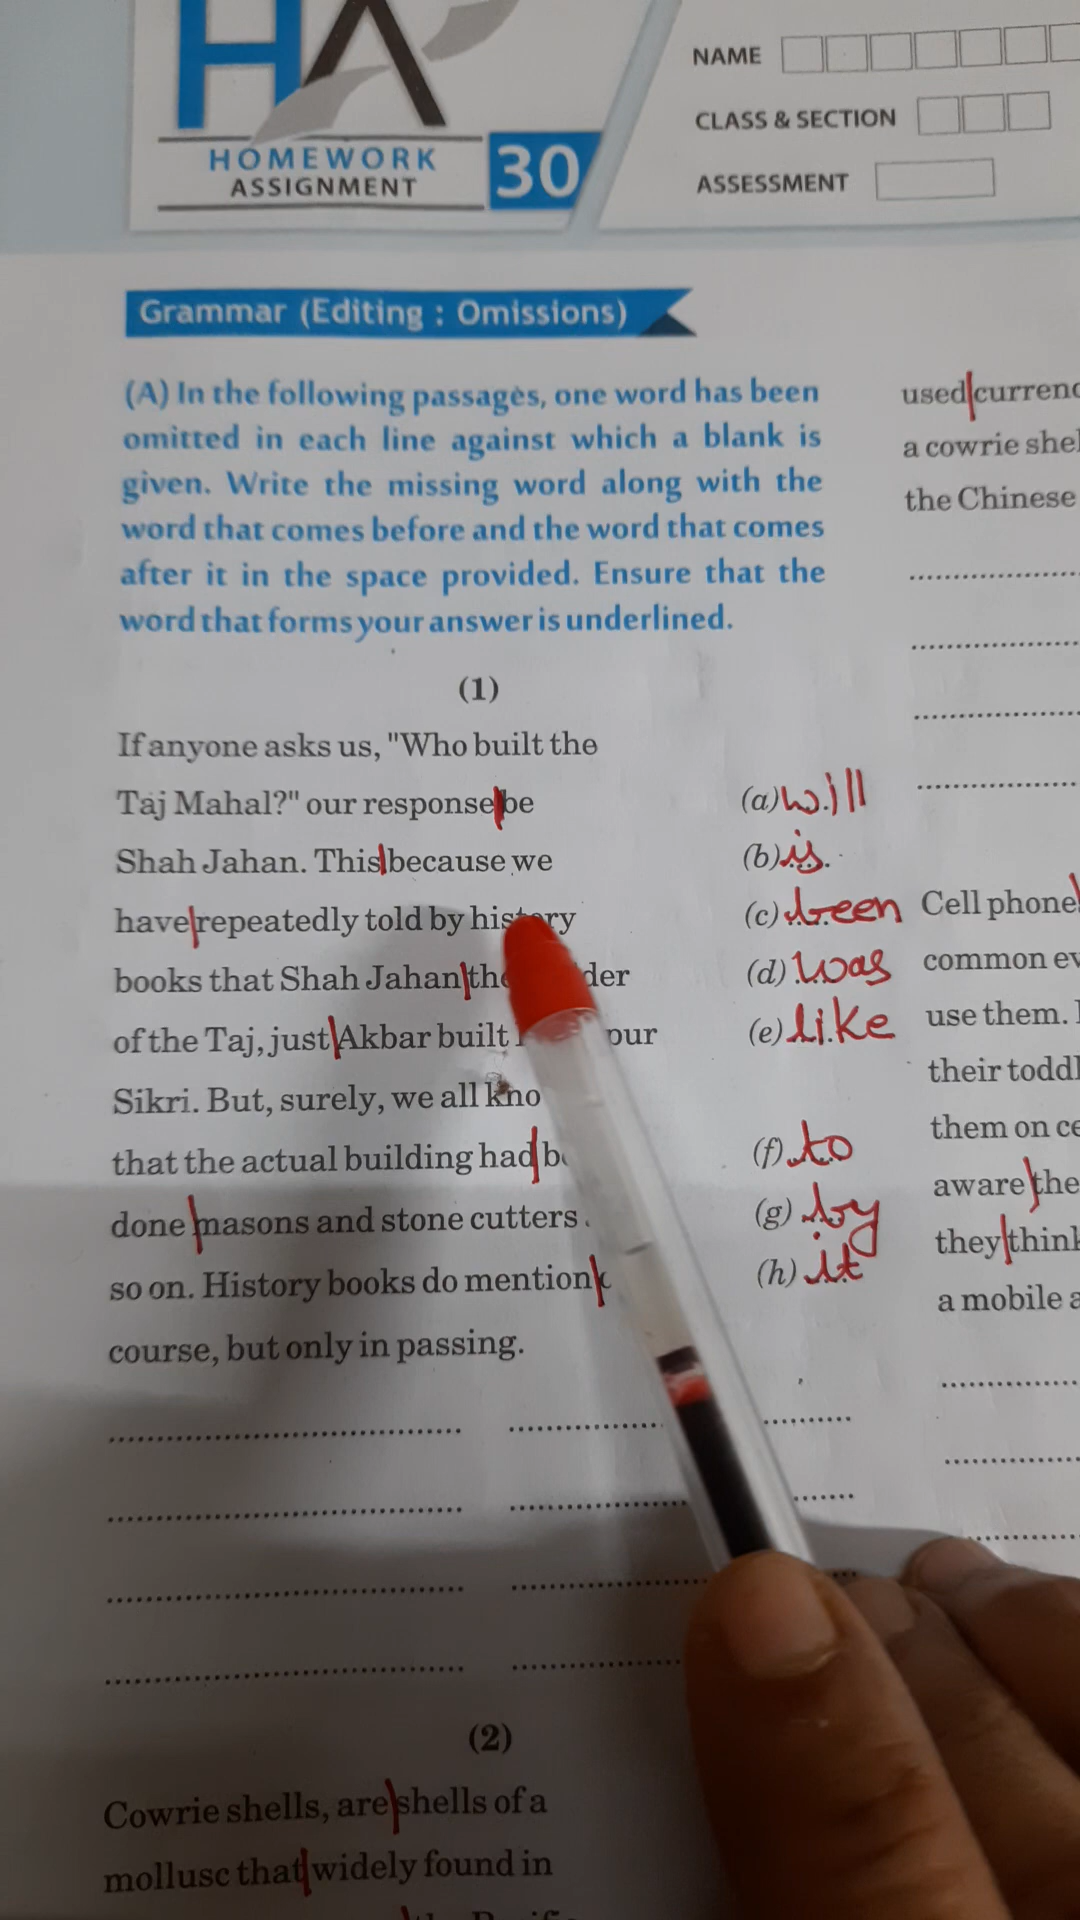 HA
NAME
CLASS & SECTION
HOMEWORK
ASSIGNMENT
30
ASSESSMENT
Grammar (Editing : Omissions)
(A) In the following passages, one word has been
omitted in each line against which a blank is
given. Write the missing word along with the
word that comes before and the word that comes
after it in the space provided. Ensure that the
word that forms your answer is underlined.
(1)
If anyone asks us, "Who built the
Taj Mahal?" our response be (a) will
Shah Jahan. This because we (b) is
have repeatedly told by history (c) been
books that Shah Jahan (d) was
of the Taj, just Akbar built (e) like
Sikri. But, surely, we all
that the actual building had (f) to
done masons and stone cutters (g) by
so on. History books do mention (h) it
course, but only in passing.
(2)
Cowrie shells, are shells of a
mollusc that widely found in
used
a cowrie
the Chinese
Cell phone
common
use them.
their
them on
aware
they think
a mobile